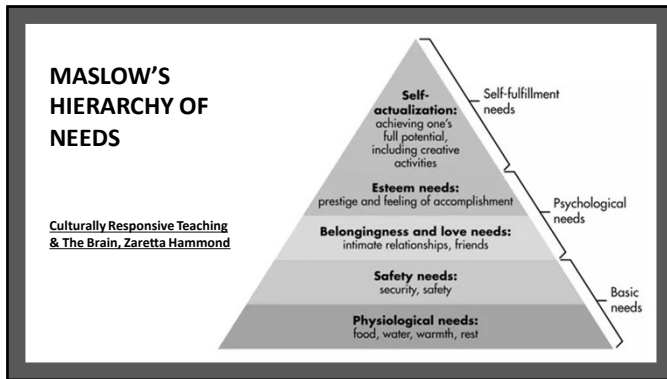 MASLOW'S
HIERARCHY OF
NEEDS
Culturally Responsive Teaching
& The Brain, Zaretta Hammond
Self-
actualization:
achieving one's
full potential,
including creative
activities
Esteem needs:
prestige and feeling of accomplishment
Belongingness and love needs:
intimate relationships, friends
Safety needs:
security, safety
Physiological needs:
food, water, warmth, rest
Self-fulfillment
needs
Psychological
needs
Basic
needs